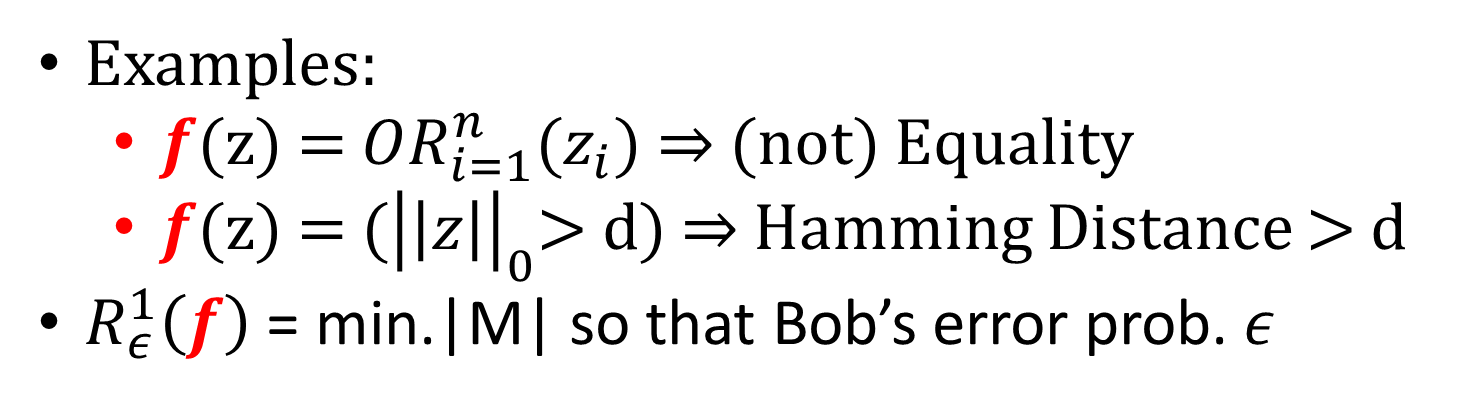 • Examples:
• f(z) = OR_{i=1}^{n}(z_i) ⇒ (not) Equality
• f(z) = (||z||_0 > d) ⇒ Hamming Distance > d
• R_ϵ^1(f) = min.|M| so that Bob's error prob. ϵ